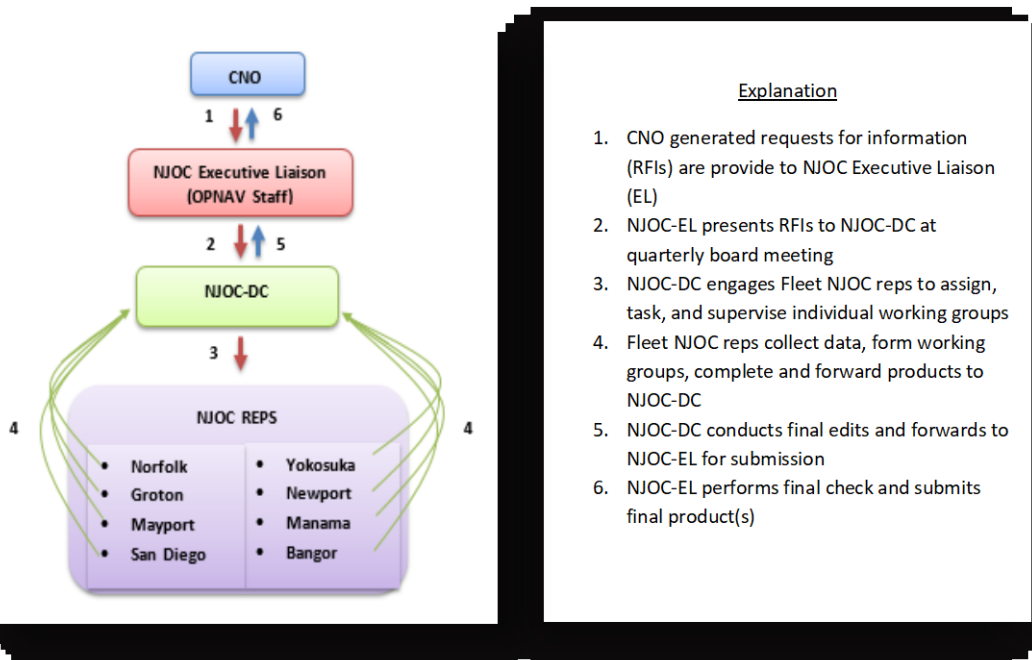 CNO
1
6
NJOC Executive Liaison
(OPNAV Staff)
2
5
NJOC-DC
3
4
4
NJOC REPS
• Norfolk
• Groton
• Mayport
• San Diego
• Yokosuka
• Newport
• Manama
• Bangor
Explanation
1. CNO generated requests for information
(RFIs) are provide to NJOC Executive Liaison
(EL)
2. NJOC-EL presents RFIs to NJOC-DC at
quarterly board meeting
3. NJOC-DC engages Fleet NJOC reps to assign,
task, and supervise individual working groups
4. Fleet NJOC reps collect data, form working
groups, complete and forward products to
NJOC-DC
5. NJOC-DC conducts final edits and forwards to
NJOC-EL for submission
6. NJOC-EL performs final check and submits
final product(s)